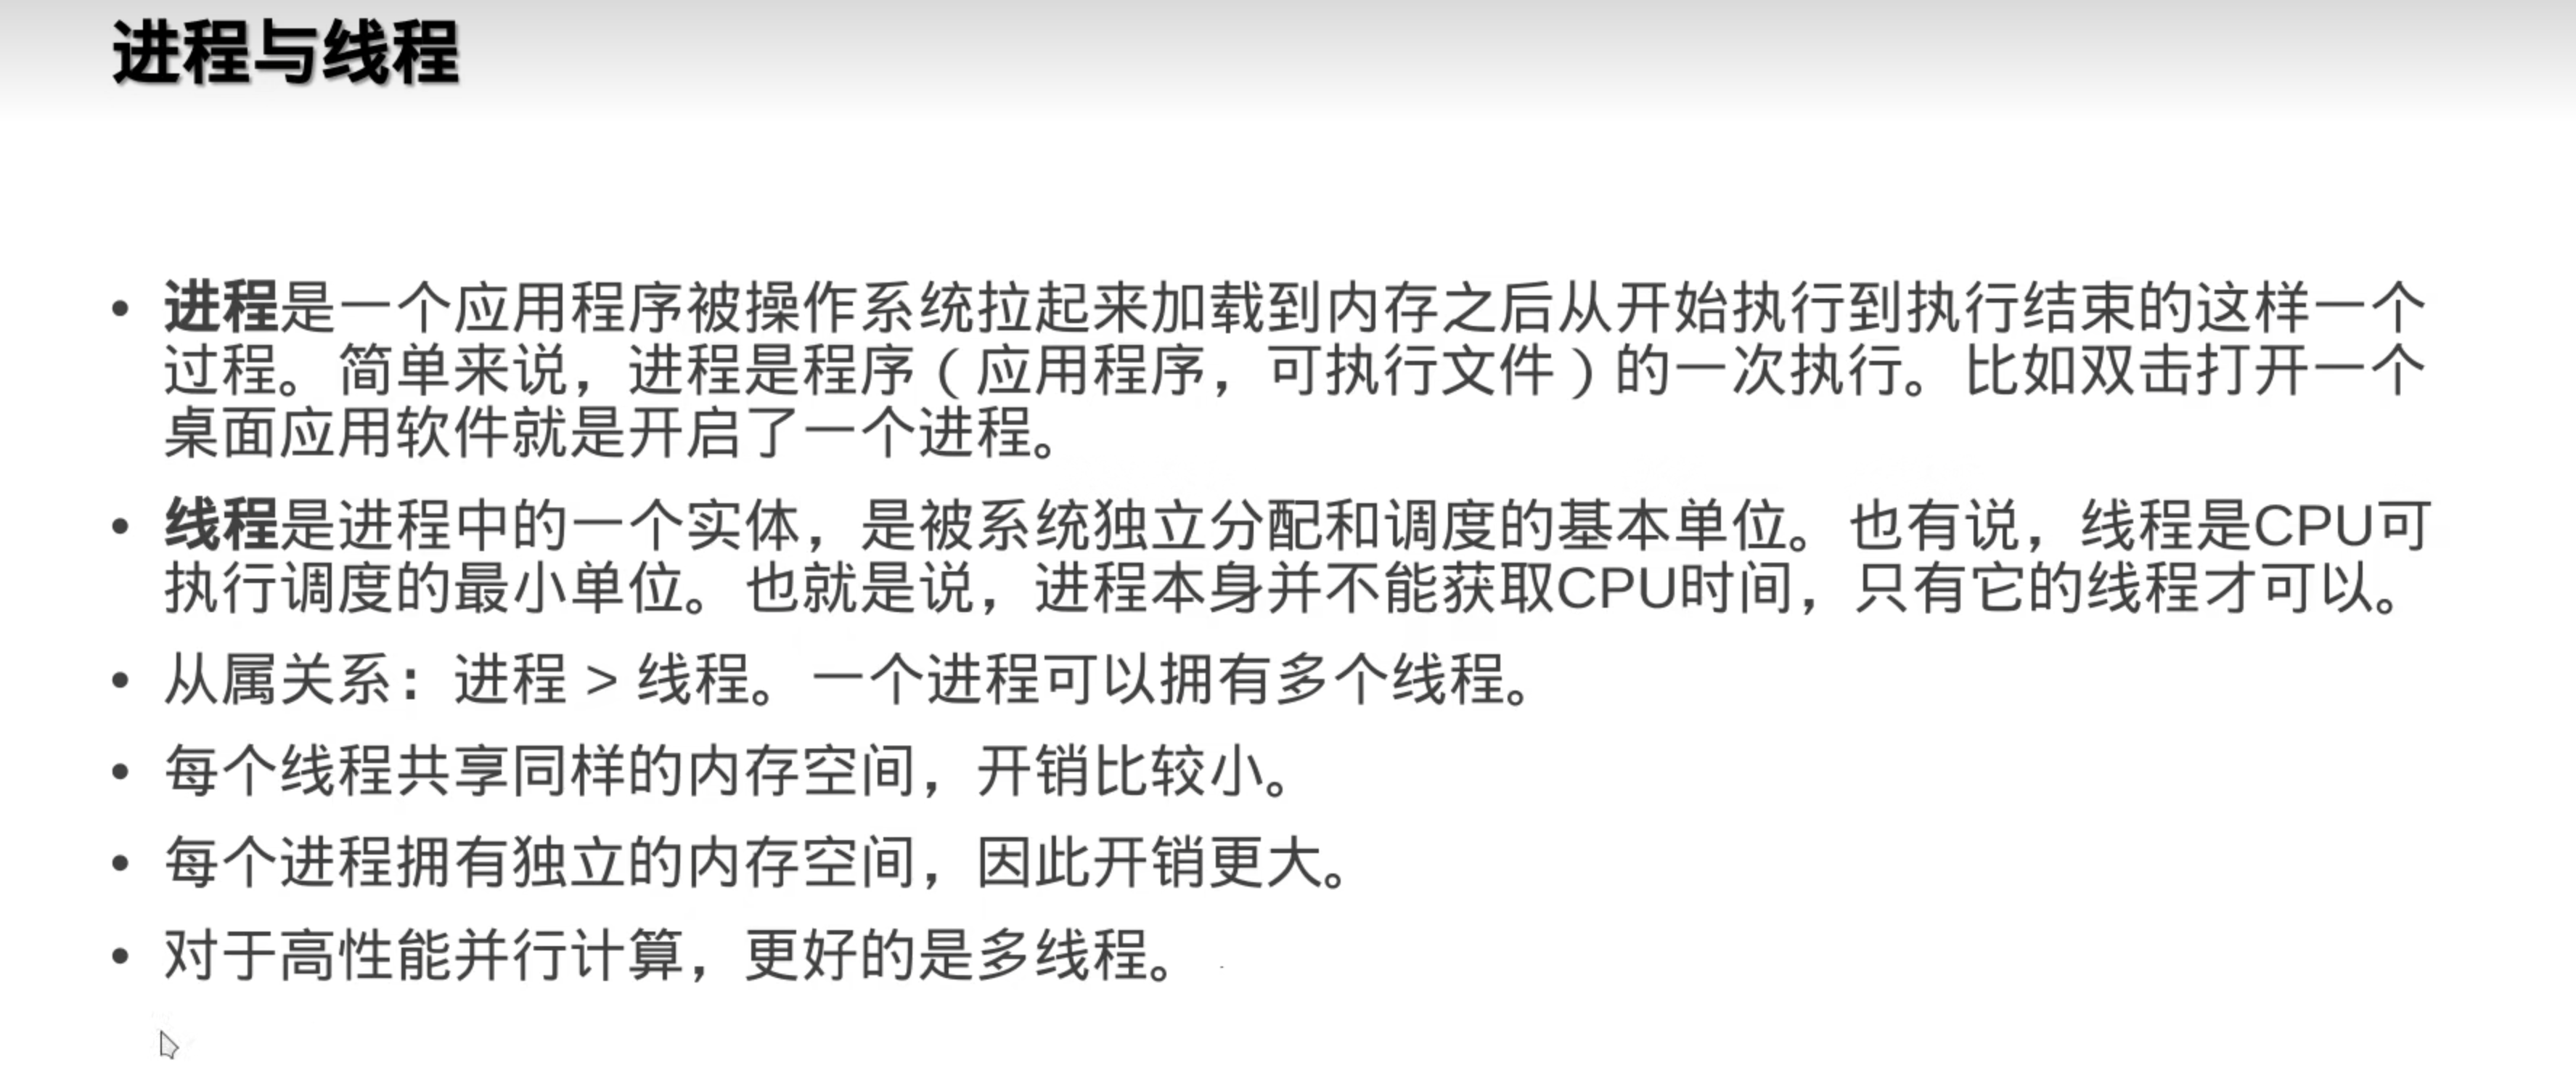 进程与线程
• 进程是一个应用程序被操作系统拉起来加载到内存之后从开始执行到执行结束的这样一个
过程。简单来说，进程是程序（应用程序，可执行文件）的一次执行。比如双击打开一个
桌面应用软件就是开启了一个进程。
• 线程是进程中的一个实体，是被系统独立分配和调度的基本单位。也有说，线程是CPU可
执行调度的最小单位。也就是说，进程本身并不能获取CPU时间，只有它的线程才可以。
• 从属关系：进程 > 线程。一个进程可以拥有多个线程。
• 每个线程共享同样的内存空间，开销比较小。
• 每个进程拥有独立的内存空间，因此开销更大。
• 对于高性能并行计算，更好的是多线程。